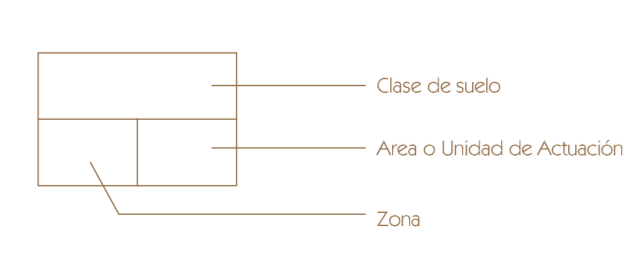 Clase de suelo
Area o Unidad de Actuación
Zona